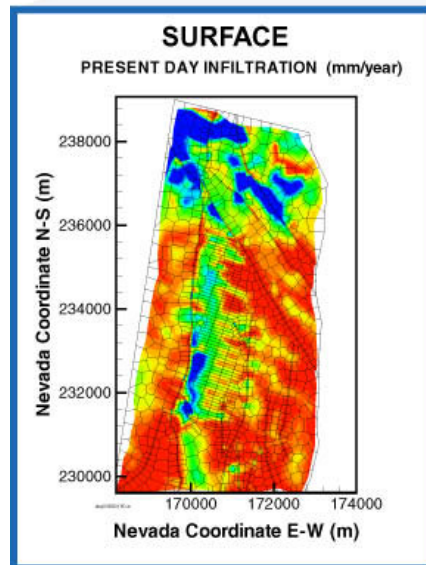 SURFACE
PRESENT DAY INFILTRATION (mm/year)
Nevada Coordinate N-S (m)
238000
236000
234000
232000
230000
170000 172000 174000
Nevada Coordinate E-W (m)